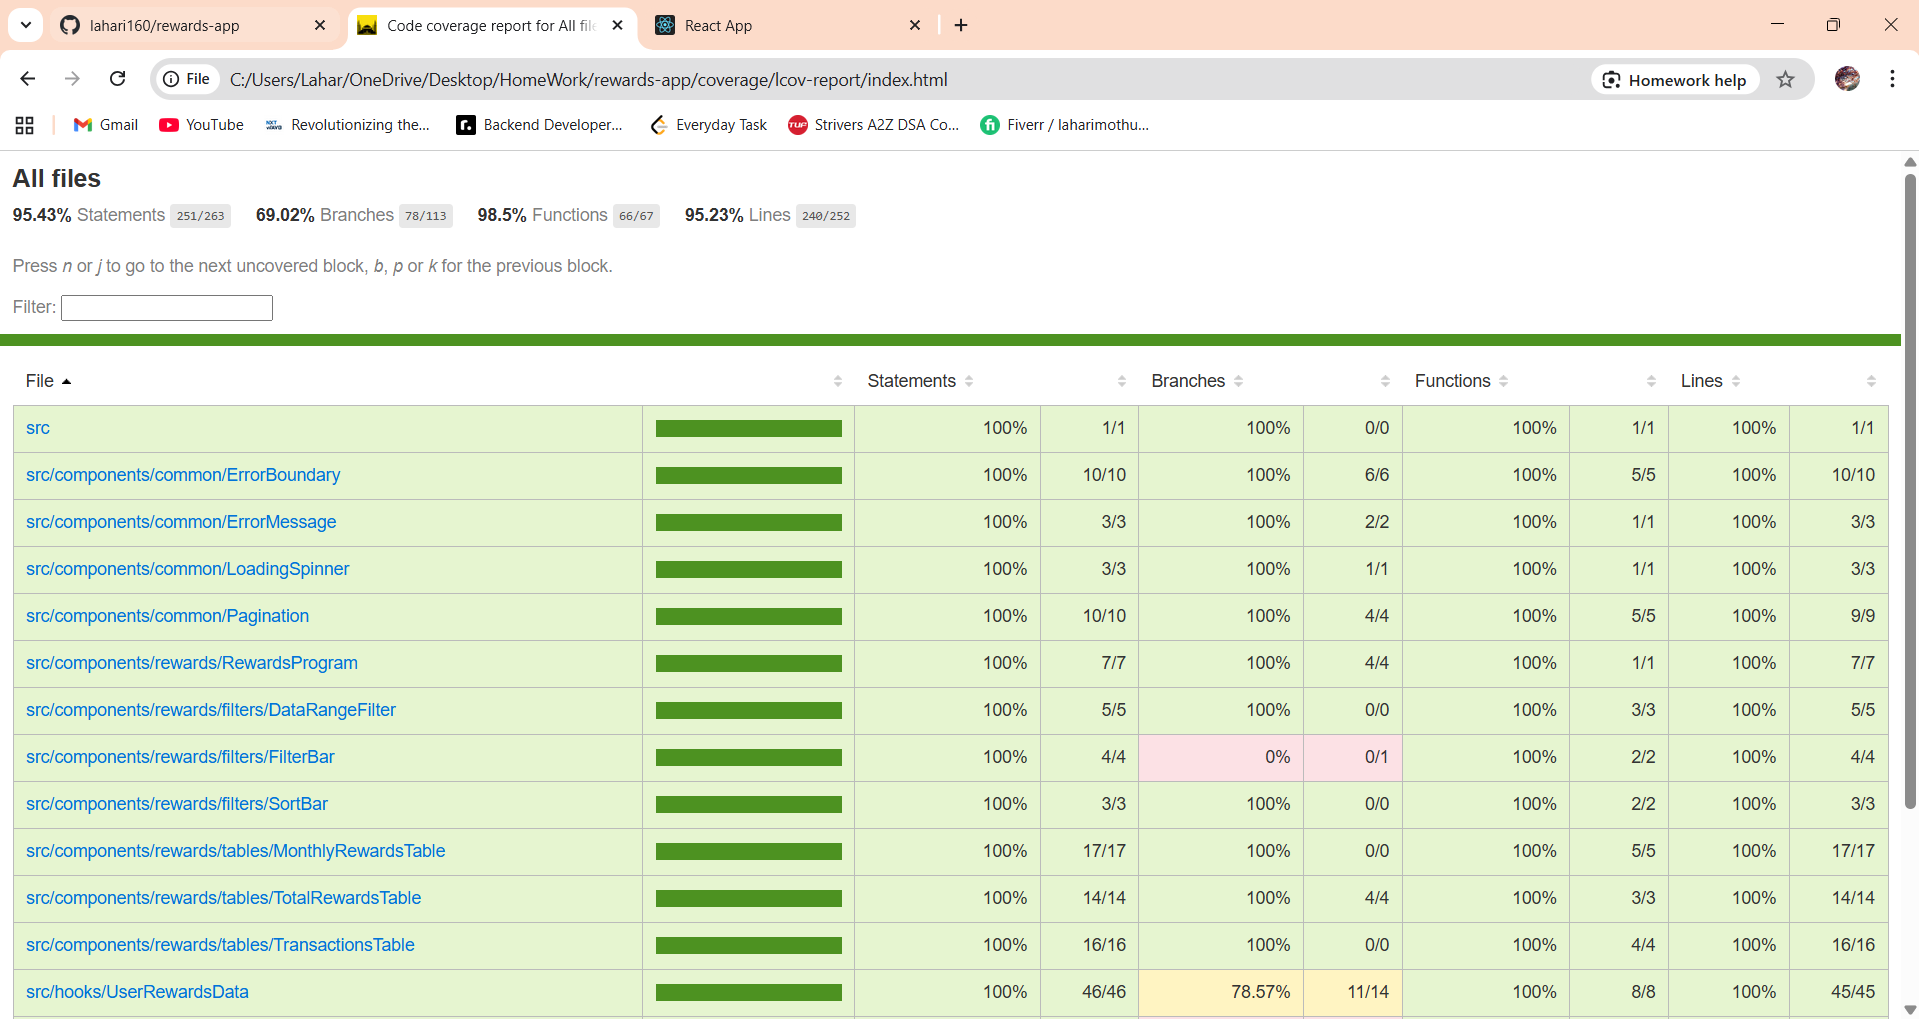 lahari160/rewards-app
Code coverage report for All file
React App
File
C:/Users/Lahar/OneDrive/Desktop/HomeWork/rewards-app/coverage/lcov-report/index.html
Homework help
Gmail
YouTube
Revolutionizing the...
Backend Developer...
Everyday Task
Strivers A2Z DSA Co...
Fiverr / laharimothu...
All files
95.43% Statements 251/263 69.02% Branches 78/113 98.5% Functions 66/67 95.23% Lines 240/252
Press n or j to go to the next uncovered block, b, p or k for the previous block.
Filter:
File Statements Branches Functions Lines
src 100% 1/1 100% 0/0 100% 1/1 100% 1/1
src/components/common/ErrorBoundary 100% 10/10 100% 6/6 100% 5/5 100% 10/10
src/components/common/ErrorMessage 100% 3/3 100% 2/2 100% 1/1 100% 3/3
src/components/common/LoadingSpinner 100% 3/3 100% 1/1 100% 1/1 100% 3/3
src/components/common/Pagination 100% 10/10 100% 4/4 100% 5/5 100% 9/9
src/components/rewards/RewardsProgram 100% 7/7 100% 4/4 100% 1/1 100% 7/7
src/components/rewards/filters/DataRangeFilter 100% 5/5 100% 0/0 100% 3/3 100% 5/5
src/components/rewards/filters/FilterBar 100% 4/4 0% 0/1 100% 2/2 100% 4/4
src/components/rewards/filters/SortBar 100% 3/3 100% 0/0 100% 2/2 100% 3/3
src/components/rewards/tables/MonthlyRewardsTable 100% 17/17 100% 0/0 100% 5/5 100% 17/17
src/components/rewards/tables/TotalRewardsTable 100% 14/14 100% 4/4 100% 3/3 100% 14/14
src/components/rewards/tables/TransactionsTable 100% 16/16 100% 0/0 100% 4/4 100% 16/16
src/hooks/UserRewardsData 100% 46/46 78.57% 11/14 100% 8/8 100% 45/45